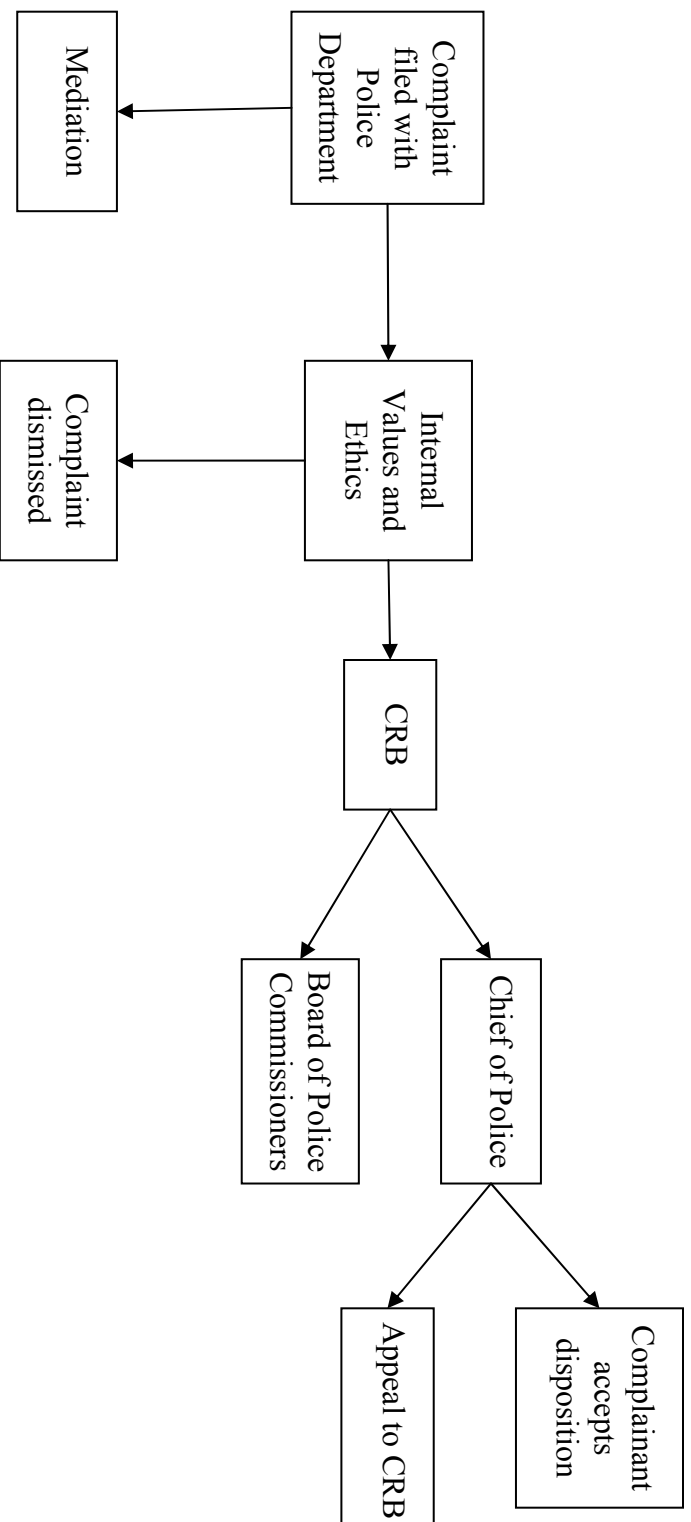 Complaint
filed with
Police
Department
Mediation
Internal
Values and
Ethics
Complaint
dismissed
CRB
Chief of Police
Board of Police
Commissioners
Complainant
accepts
disposition
Appeal to CRB